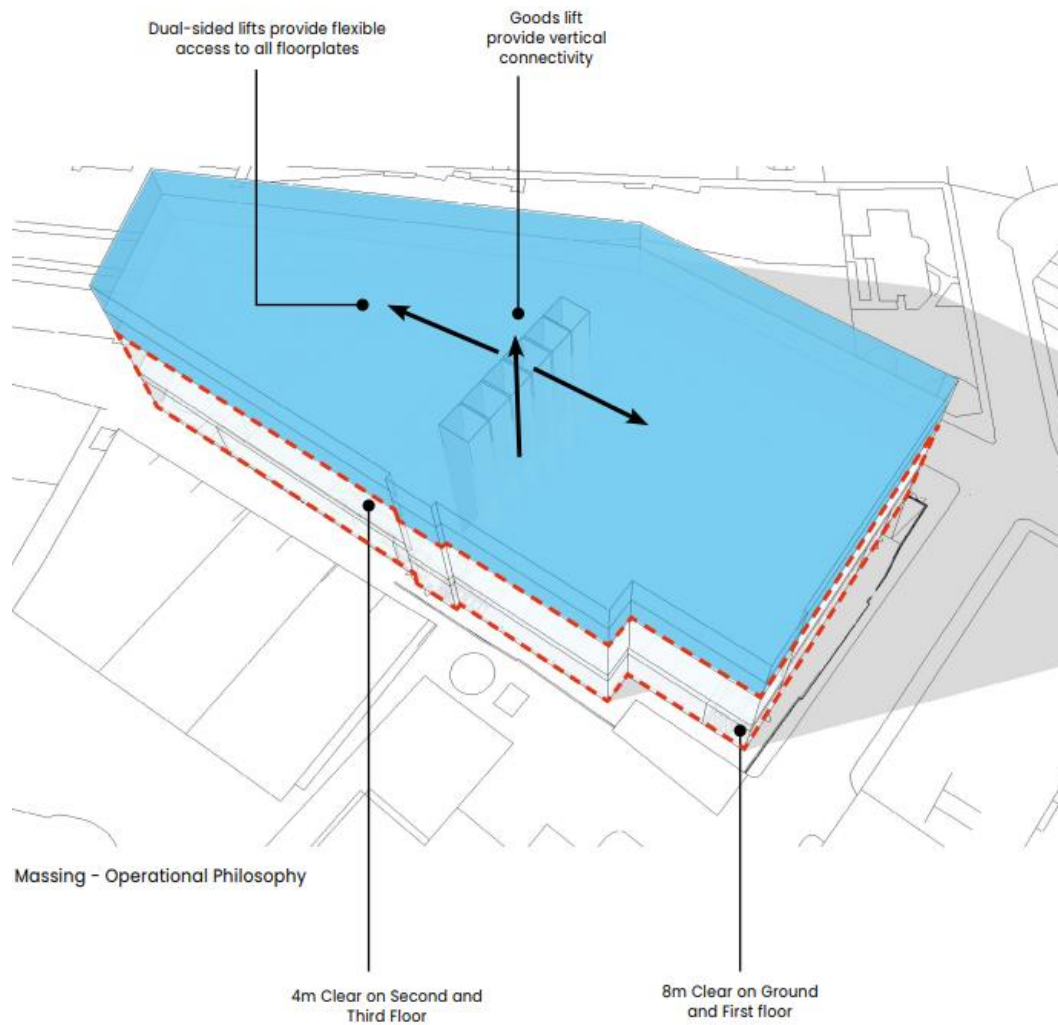 Dual-sided lifts provide flexible
access to all floorplates
Goods lift
provide vertical
connectivity
Massing - Operational Philosophy
4m Clear on Second and
Third Floor
8m Clear on Ground
and First floor